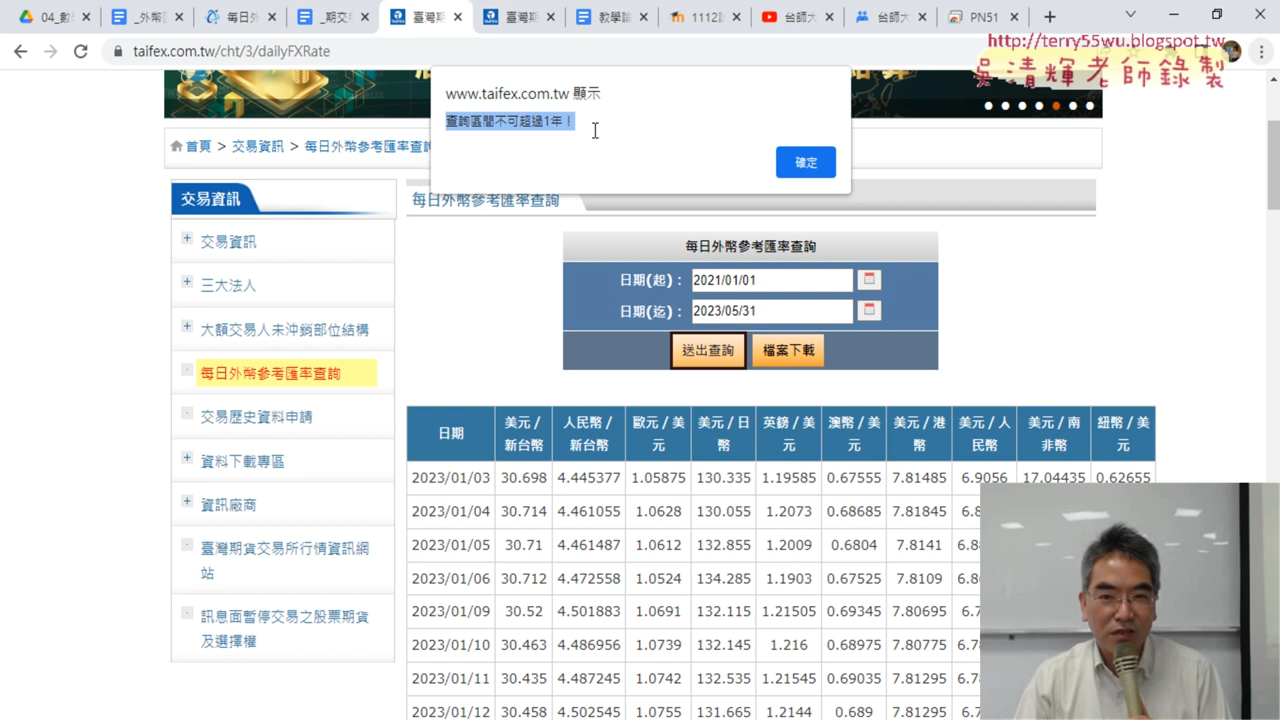 04_數
_外幣
每日外
_期交
臺灣期
臺灣期
教學論
1112
台師大
台師大
PN51
taifex.com.tw/cht/3/dailyFXRate
http://terry55wu.blogspot.tw
吳清輝老師錄製
www.taifex.com.tw 顯示
查詢區間不可超過1年！
確定
首頁 > 交易資訊 > 每日外幣參考匯率查詢
交易資訊
交易資訊
三大法人
大額交易人未沖銷部位結構
每日外幣參考匯率查詢
交易歷史資料申請
資料下載專區
資訊廠商
臺灣期貨交易所行情資訊網
站
訊息面暫停交易之股票期貨
及選擇權
每日外幣參考匯率查詢
每日外幣參考匯率查詢
日期(起)： 2021/01/01
日期(迄)： 2023/05/31
送出查詢 檔案下載
日期 美元 / 新台幣 人民幣 / 新台幣 歐元 / 美元 美元 / 日幣 英鎊 / 美元 澳幣 / 美元 美元 / 港幣 美元 / 人民幣 美元 / 南非幣 紐幣 / 美元
2023/01/03 30.698 4.445377 1.05875 130.335 1.19585 0.67555 7.81485 6.9056 17.04435 0.62655
2023/01/04 30.714 4.461055 1.0628 130.055 1.2073 0.68685 7.81845 6.8
2023/01/05 30.71 4.461487 1.0612 132.855 1.2009 0.6804 7.8141 6.8
2023/01/06 30.712 4.472558 1.0524 134.285 1.1903 0.67525 7.8109 6.8
2023/01/09 30.52 4.501883 1.0691 132.115 1.21505 0.69345 7.80695 6.7
2023/01/10 30.463 4.486956 1.0739 132.145 1.216 0.68975 7.80775 6.7
2023/01/11 30.435 4.487245 1.0742 132.535 1.21545 0.69035 7.81295 6.7
2023/01/12 30.458 4.502545 1.0755 131.665 1.2144 0.689 7.81295 6.7